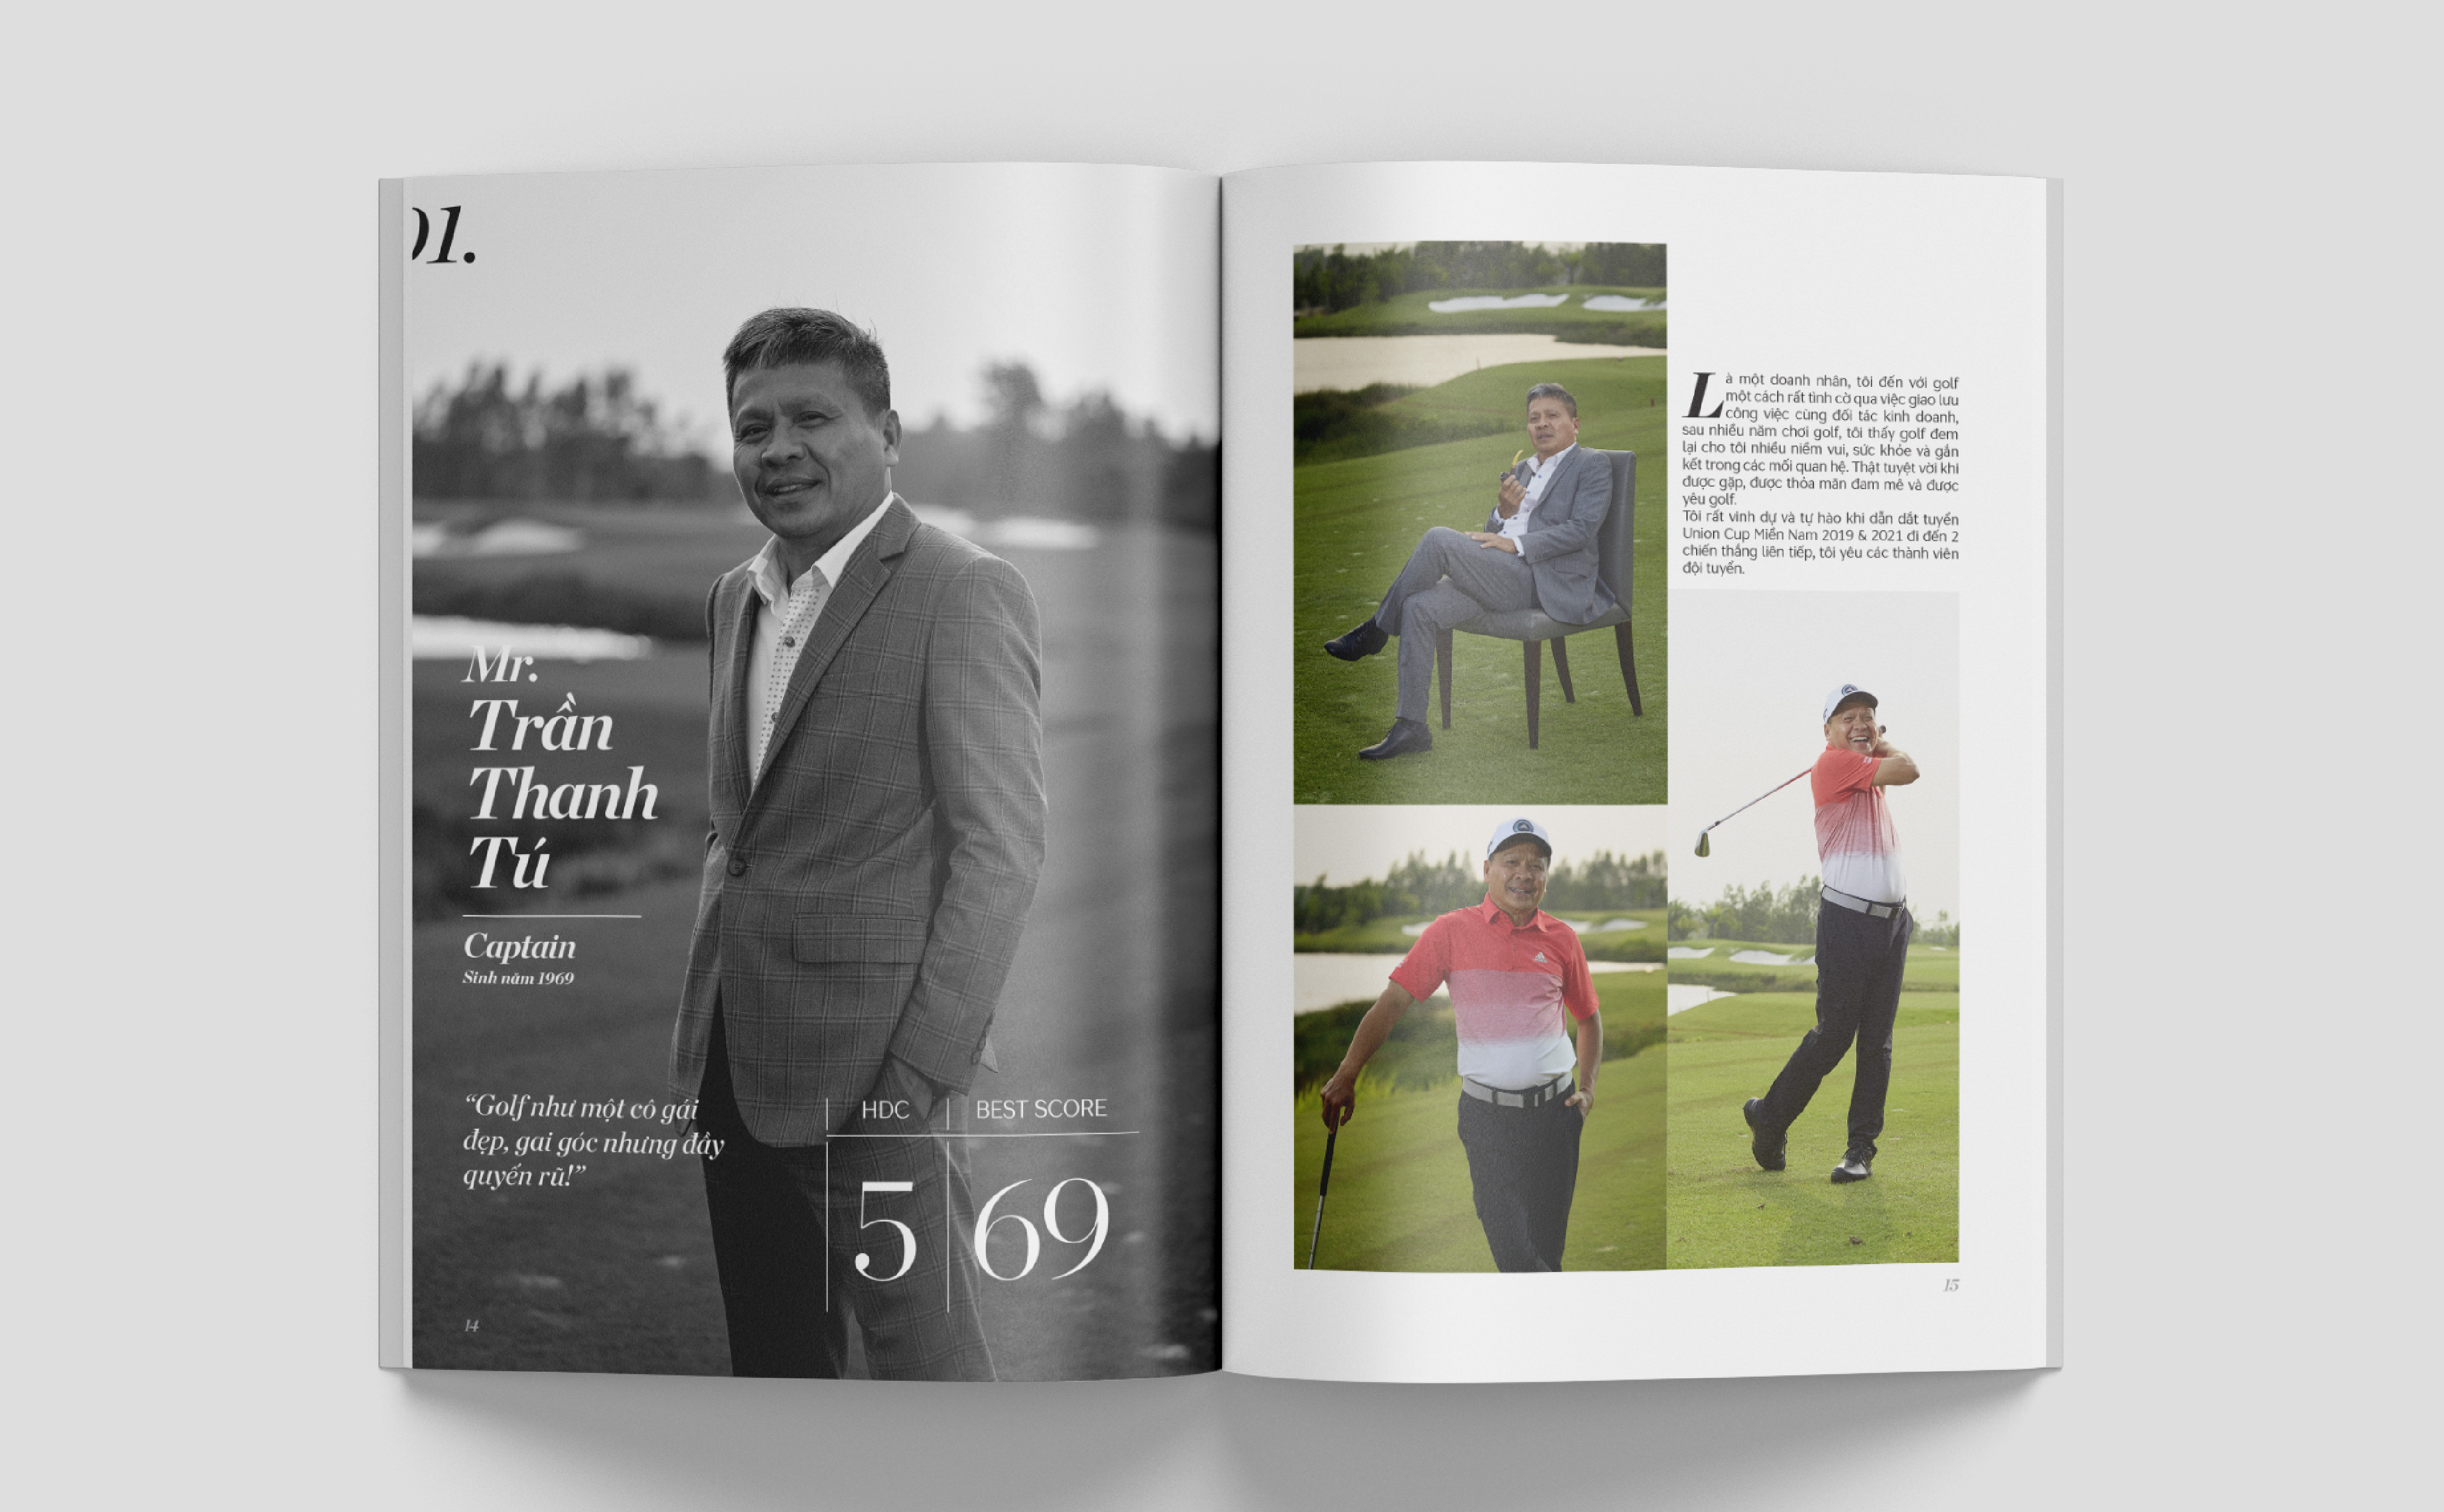 01.
Mr.
Trần
Thanh
Tú
Captain
Sinh năm 1969
“Golf như một cô gái
đẹp, gai góc nhưng đầy
quyến rũ!”
HDC
BEST SCORE
5
69
14
Là một doanh nhân, tôi đến với golf
một cách rất tình cờ qua việc giao lưu
công việc cùng đối tác kinh doanh,
sau nhiều năm chơi golf, tôi thấy golf đem
lại cho tôi nhiều niềm vui, sức khỏe và gắn
kết trong các mối quan hệ. Thật tuyệt vời khi
được gặp, được thỏa mãn đam mê và được
yêu golf.
Tôi rất vinh dự và tự hào khi dẫn dắt tuyển
Union Cup Miền Nam 2019 & 2021 đi đến 2
chiến thắng liên tiếp, tôi yêu các thành viên
đội tuyển.
15